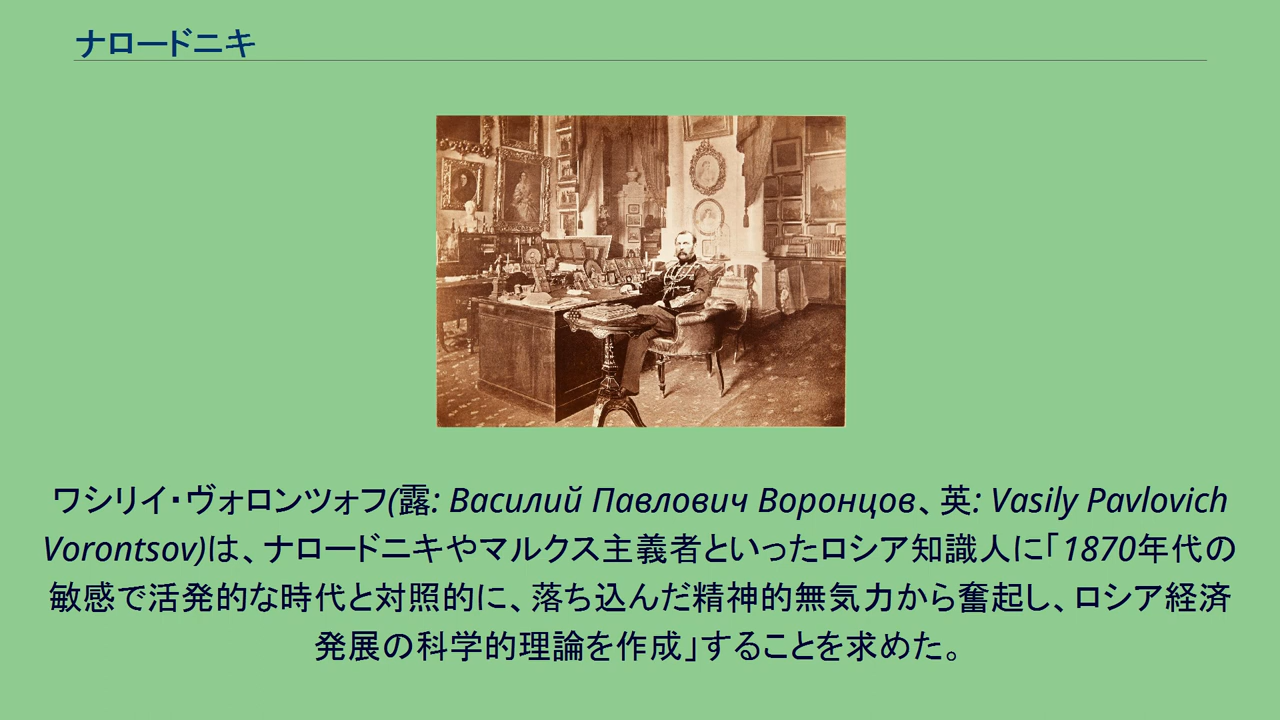 ナロードニキ
ワシリイ・ヴォロンツォフ(露: Василий Павлович Воронцов、英: Vasily Pavlovich
Vorontsov)は、ナロードニキやマルクス主義者といったロシア知識人に「1870年代の
敏感で活発的な時代と対照的に、落ち込んだ精神的無気力から奮起し、ロシア経済
発展の科学的理論を作成」することを求めた。